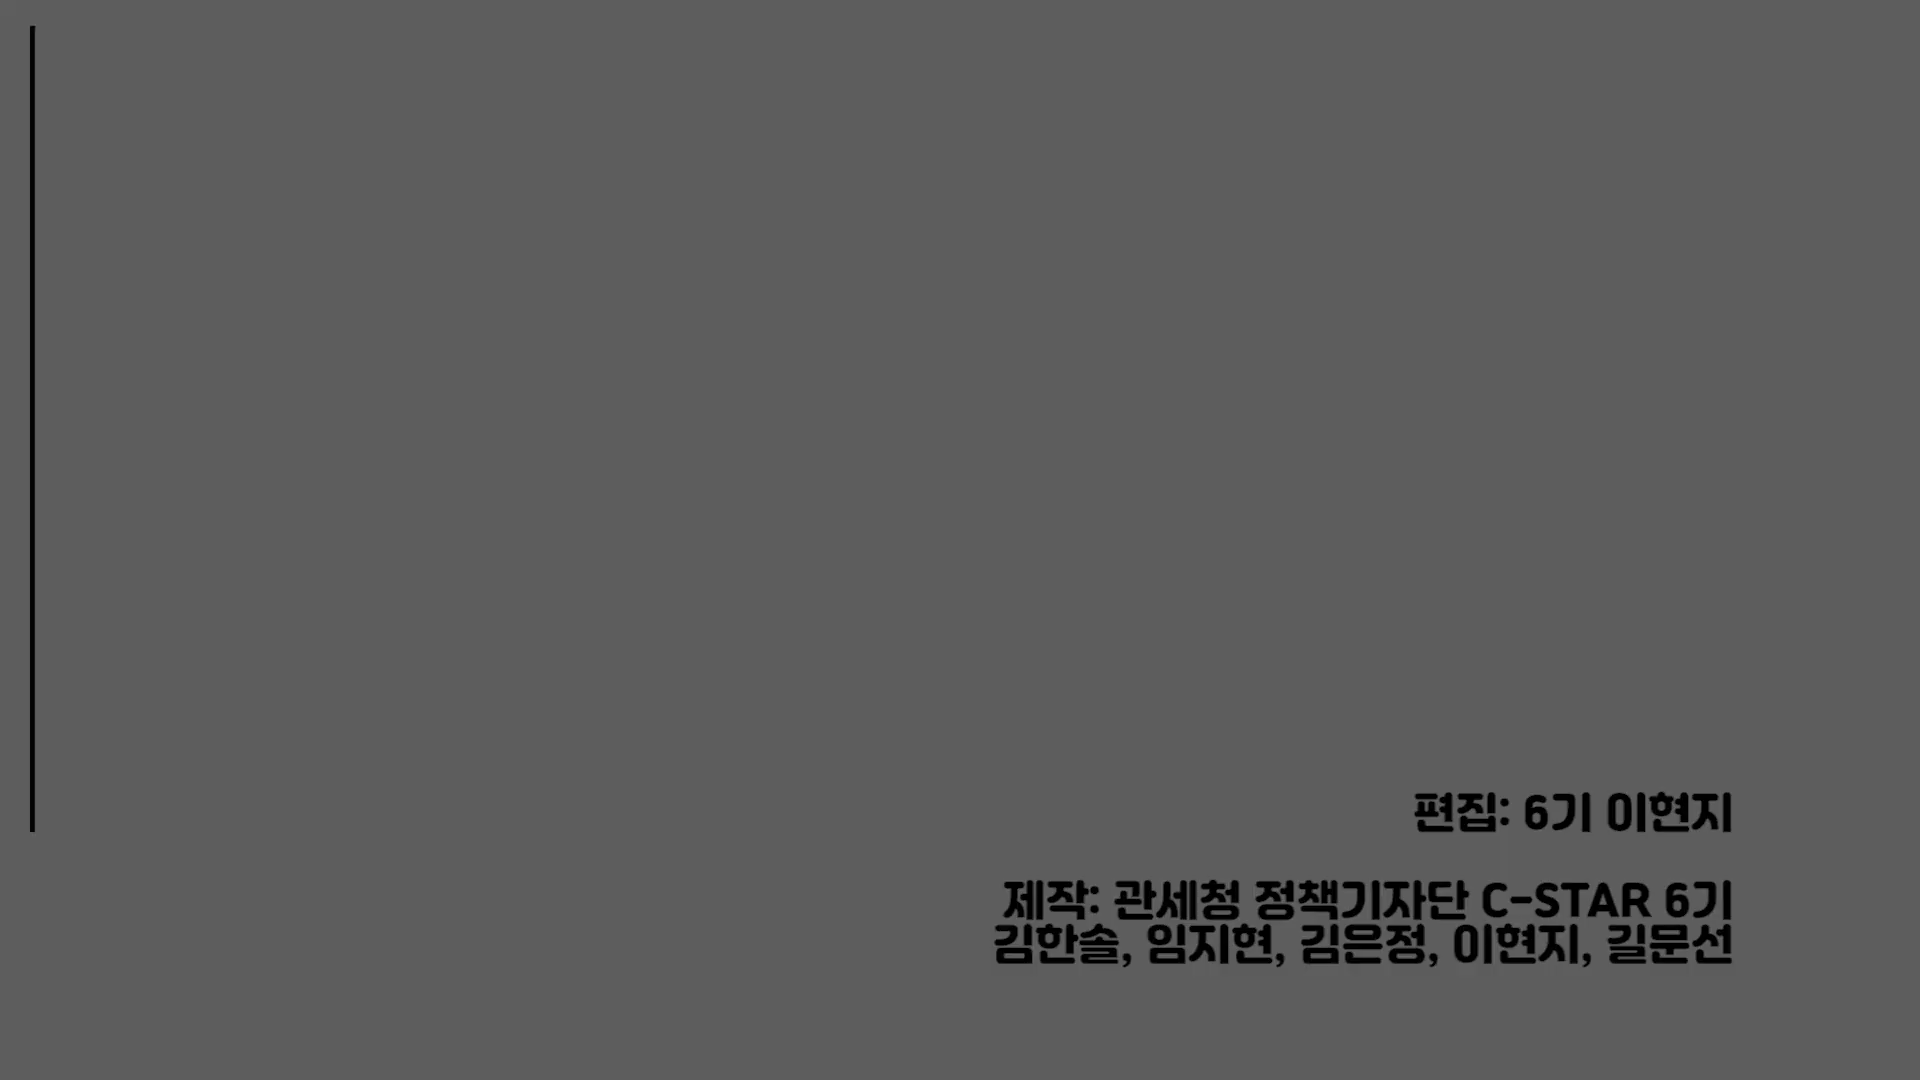 편집: 6기 이현지
제작: 관세청 정책기자단 C-STAR 6기
김한솔, 임지현, 김은정, 이현지, 길문선